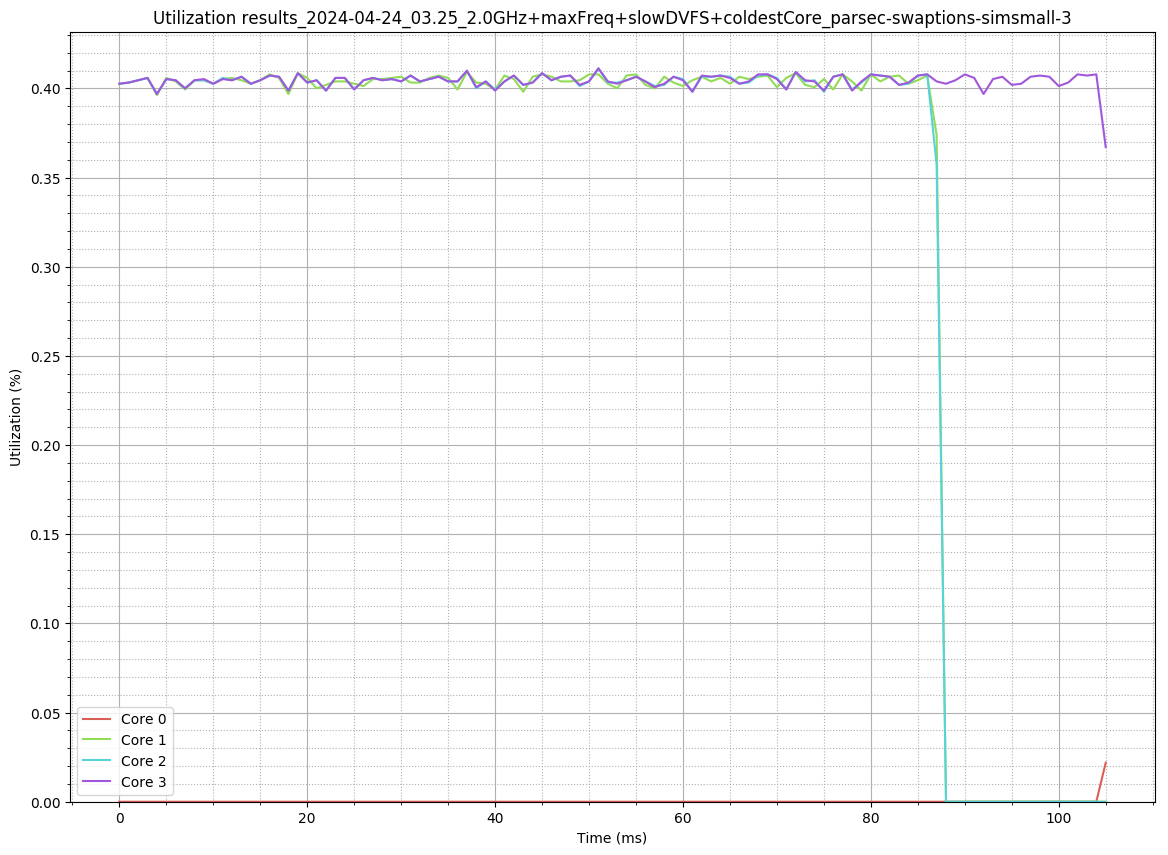 Utilization results_2024-04-24_03.25_2.0GHz+maxFreq+slowDVFS+coldestCore_parsec-swaptions-simsmall-3
0.40
0.35
0.30
0.25
0.20
0.15
0.10
0.05
0.00
Utilization (%)
Core 0
Core 1
Core 2
Core 3
0 20 40 60 80 100
Time (ms)